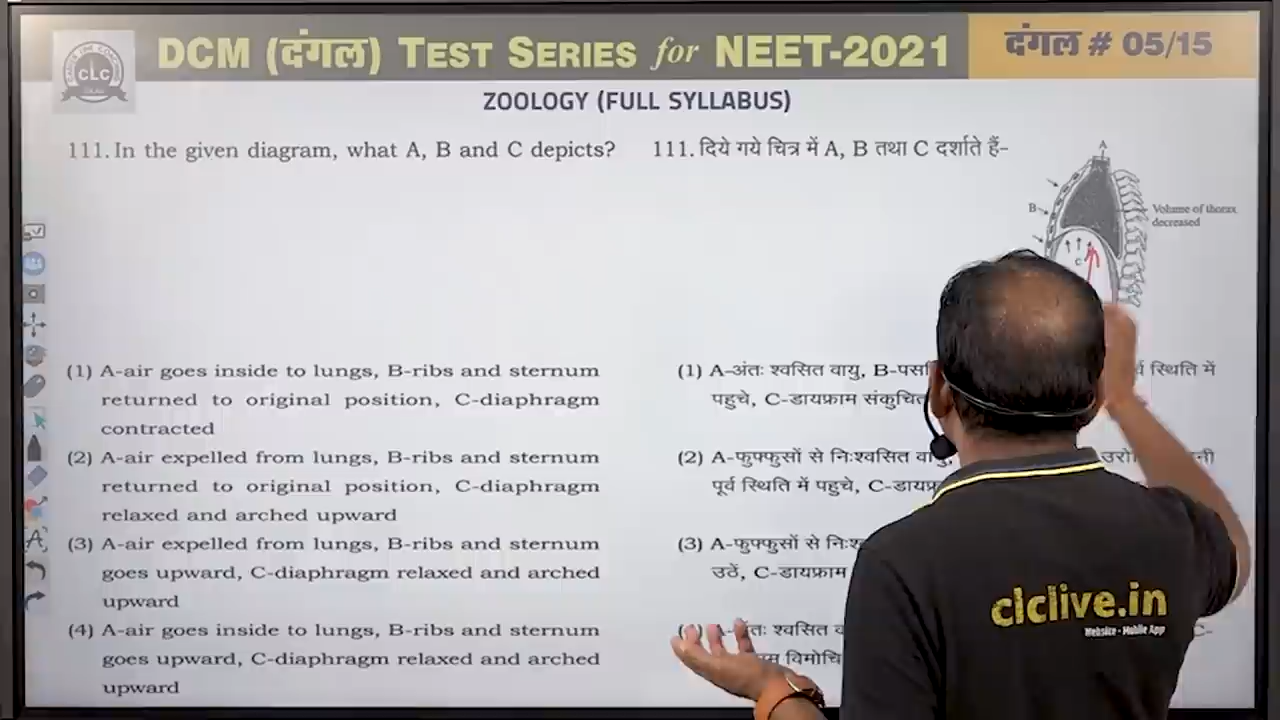 DCM (दंगल) TEST SERIES for NEET-2021
दंगल # 05/15
CLC
ZOOLOGY (FULL SYLLABUS)
111. In the given diagram, what A, B and C depicts?
(1) A-air goes inside to lungs, B-ribs and sternum
returned to original position, C-diaphragm
contracted
(2) A-air expelled from lungs, B-ribs and sternum
returned to original position, C-diaphragm
relaxed and arched upward
(3) A-air expelled from lungs, B-ribs and sternum
goes upward, C-diaphragm relaxed and arched
upward
(4) A-air goes inside to lungs, B-ribs and sternum
goes upward, C-diaphragm relaxed and arched
upward
111. दिये गये चित्र में A, B तथा C दर्शाते हैं-
A
B
Volume of thorax
decreased
C
(1) A-अंतः श्वसित वायु, स्थिति में
पहुचे, C-डायफ्राम
(2) A-फुफ्फुसों से निःश्वसित
पूर्व स्थिति में पहुचे,
(3) A-फुफ्फुसों से
उठें, C-डायफ्राम
श्वसित
clclive.in
Website - Mobile App